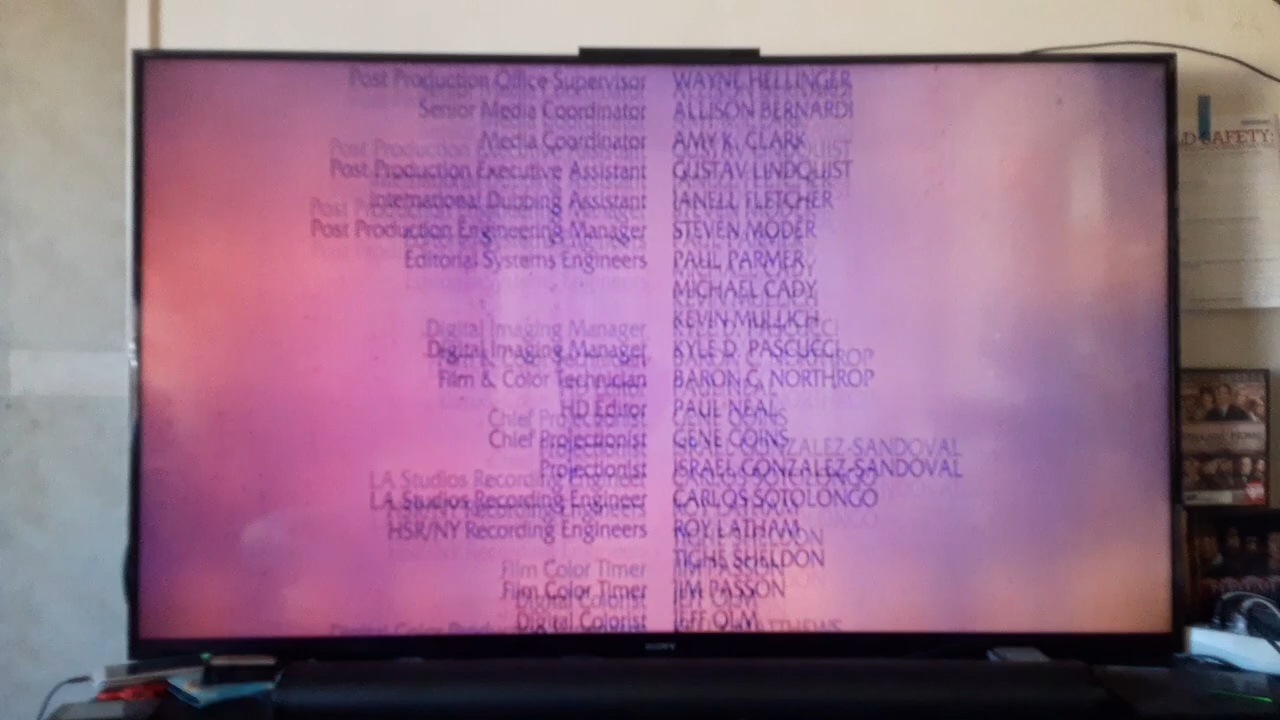 Post Production Office Supervisor WAYNE HELLINGER
Senior Media Coordinator ALLISON BERNARDI
Media Coordinator AMY K. CLARK
Post Production Executive Assistant GUSTAV LINDQUIST
International Dubbing Assistant JANELL FLETCHER
Post Production Engineering Manager STEVEN MODER
Editorial Systems Engineers PAUL PARMER
MICHAEL CADY
KEVIN MULLICH
Digital Imaging Manager KYLE D. PASCUCCI
Film & Color Technician BARON C. NORTHROP
HD Editor PAUL NEAL
Chief Projectionist GENE COINS
Projectionist ISRAEL GONZALEZ-SANDOVAL
LA Studios Recording Engineer CARLOS SOTOLONGO
HSR/NY Recording Engineers ROY LATHAM
TIGHE SHELDON
Film Color Timer JIM PASSON
Digital Colorist JEFF OLM
SONY
SAFETY: